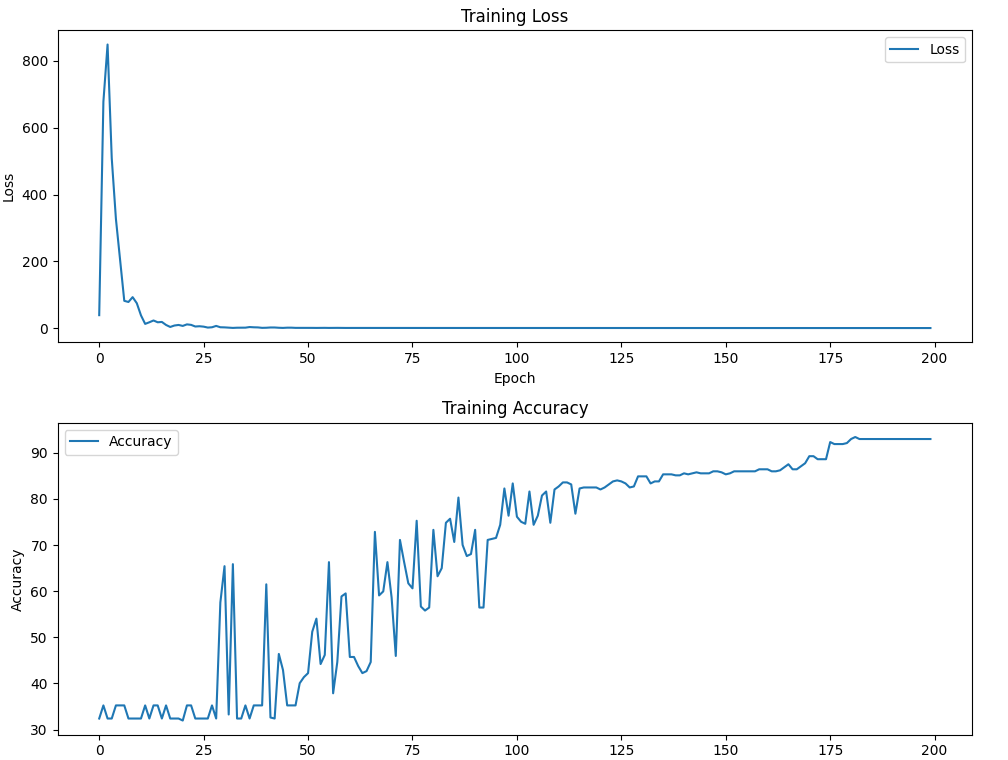 Training Loss
Loss
800
600
400
200
0
Loss
0 25 50 75 100 125 150 175 200
Epoch
Training Accuracy
Accuracy
90
80
70
60
50
40
30
Accuracy
0 25 50 75 100 125 150 175 200